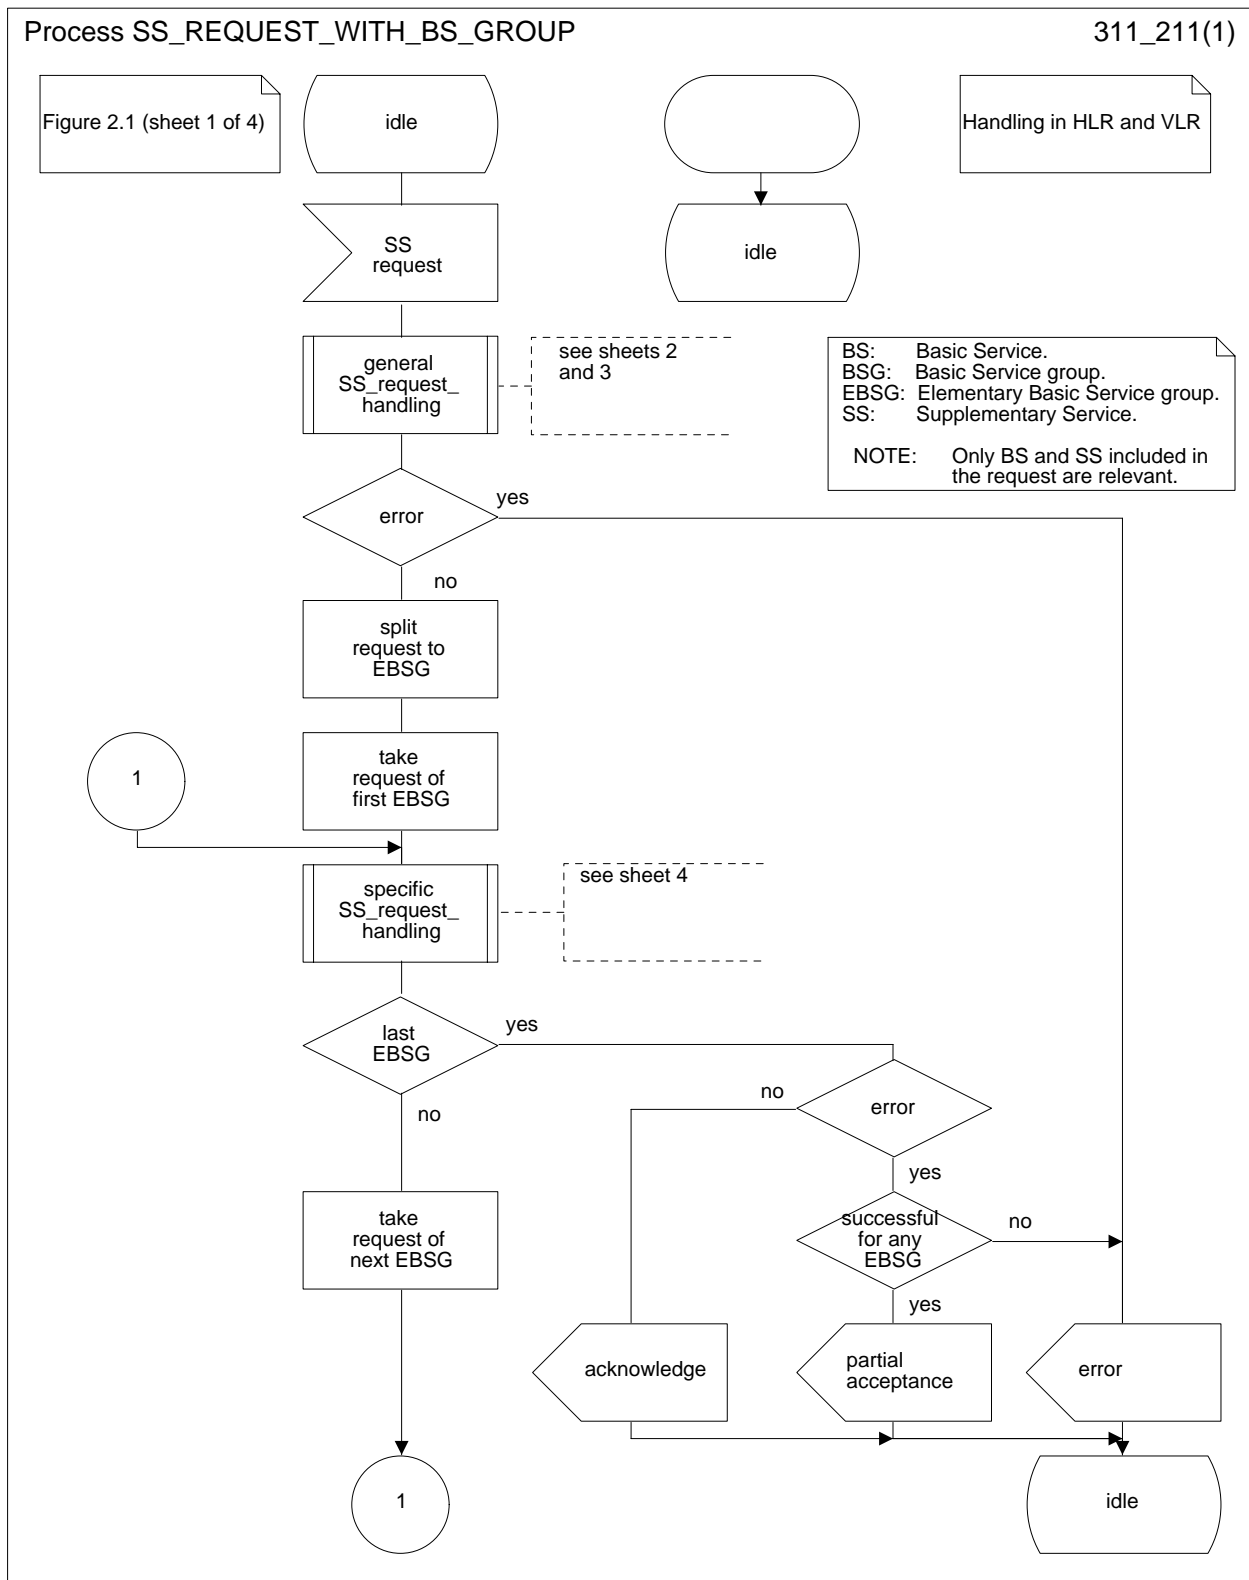 Process SS_REQUEST_WITH_BS_GROUP
311_211(1)
Figure 2.1 (sheet 1 of 4)
idle
Handling in HLR and VLR
SS
request
idle
general
SS_request_
handling
see sheets 2
and 3
BS: Basic Service.
BSG: Basic Service group.
EBSG: Elementary Basic Service group.
SS: Supplementary Service.
NOTE: Only BS and SS included in
the request are relevant.
error
yes
no
split
request to
EBSG
take
request of
first EBSG
1
specific
SS_request_
handling
see sheet 4
last
EBSG
yes
no
error
no
yes
take
request of
next EBSG
successful
for any
EBSG
no
yes
acknowledge
partial
acceptance
error
1
idle